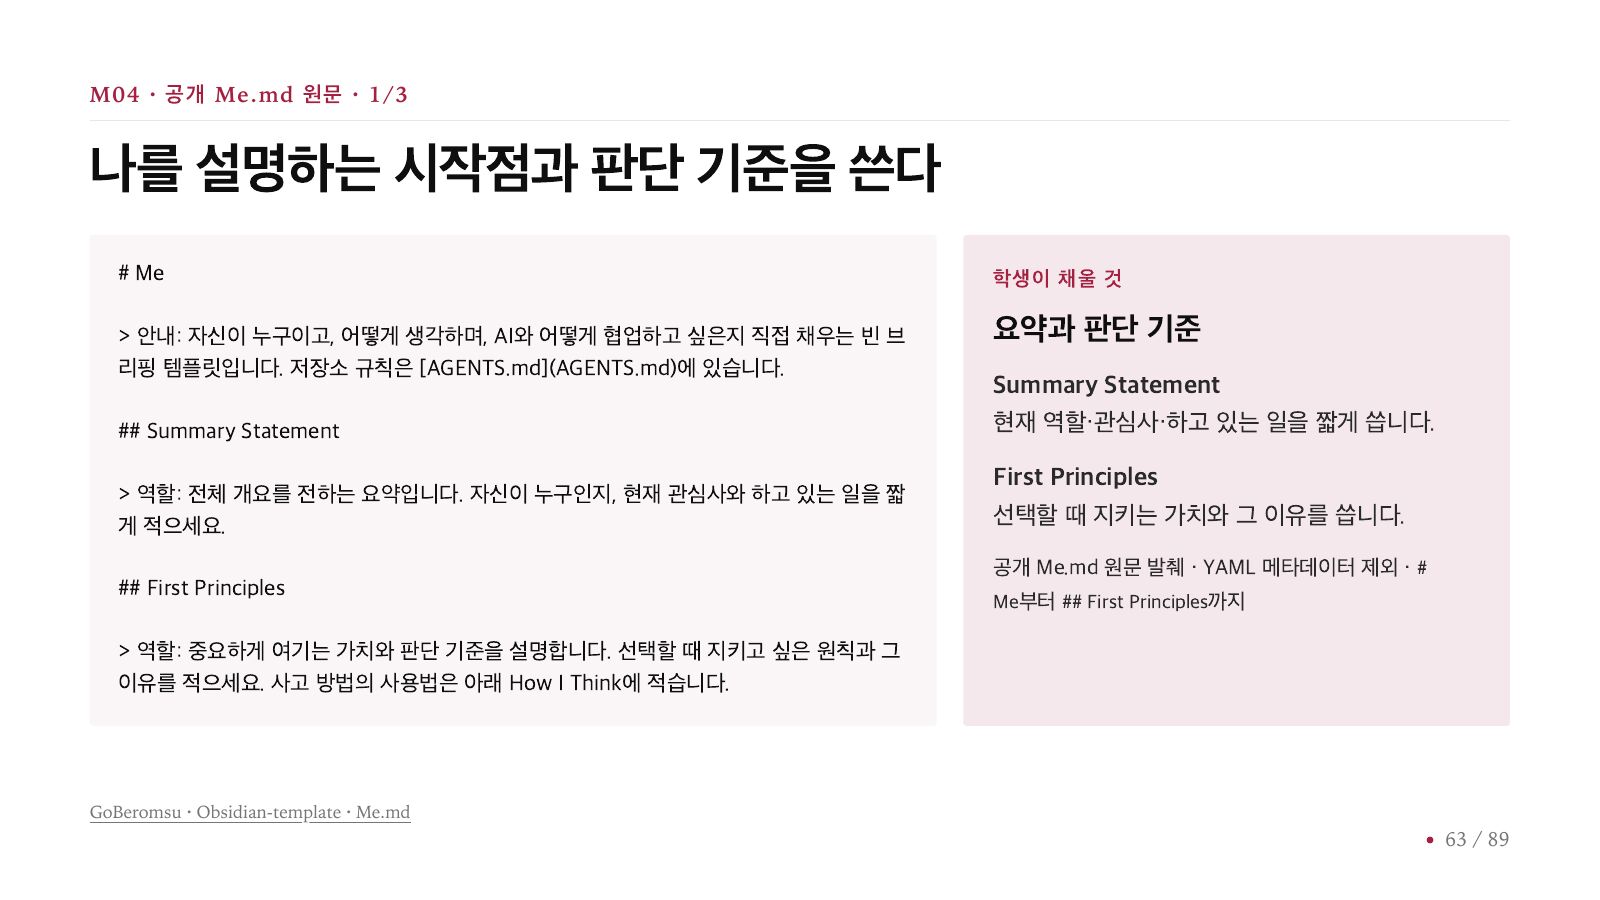 M04 · 공개 Me.md 원문 · 1/3
나를 설명하는 시작점과 판단 기준을 쓴다
# Me
> 안내: 자신이 누구이고, 어떻게 생각하며, AI와 어떻게 협업하고 싶은지 직접 채우는 빈 브
리핑 템플릿입니다. 저장소 규칙은 [AGENTS.md](AGENTS.md)에 있습니다.
## Summary Statement
> 역할: 전체 개요를 전하는 요약입니다. 자신이 누구인지, 현재 관심사와 하고 있는 일을 짧
게 적으세요.
## First Principles
> 역할: 중요하게 여기는 가치와 판단 기준을 설명합니다. 선택할 때 지키고 싶은 원칙과 그
이유를 적으세요. 사고 방법의 사용법은 아래 How I Think에 적습니다.
학생이 채울 것
요약과 판단 기준
Summary Statement
현재 역할·관심사·하고 있는 일을 짧게 씁니다.
First Principles
선택할 때 지키는 가치와 그 이유를 씁니다.
공개 Me.md 원문 발췌 · YAML 메타데이터 제외 · #
Me부터 ## First Principles까지
GoBeromsu · Obsidian-template · Me.md
• 63 / 89